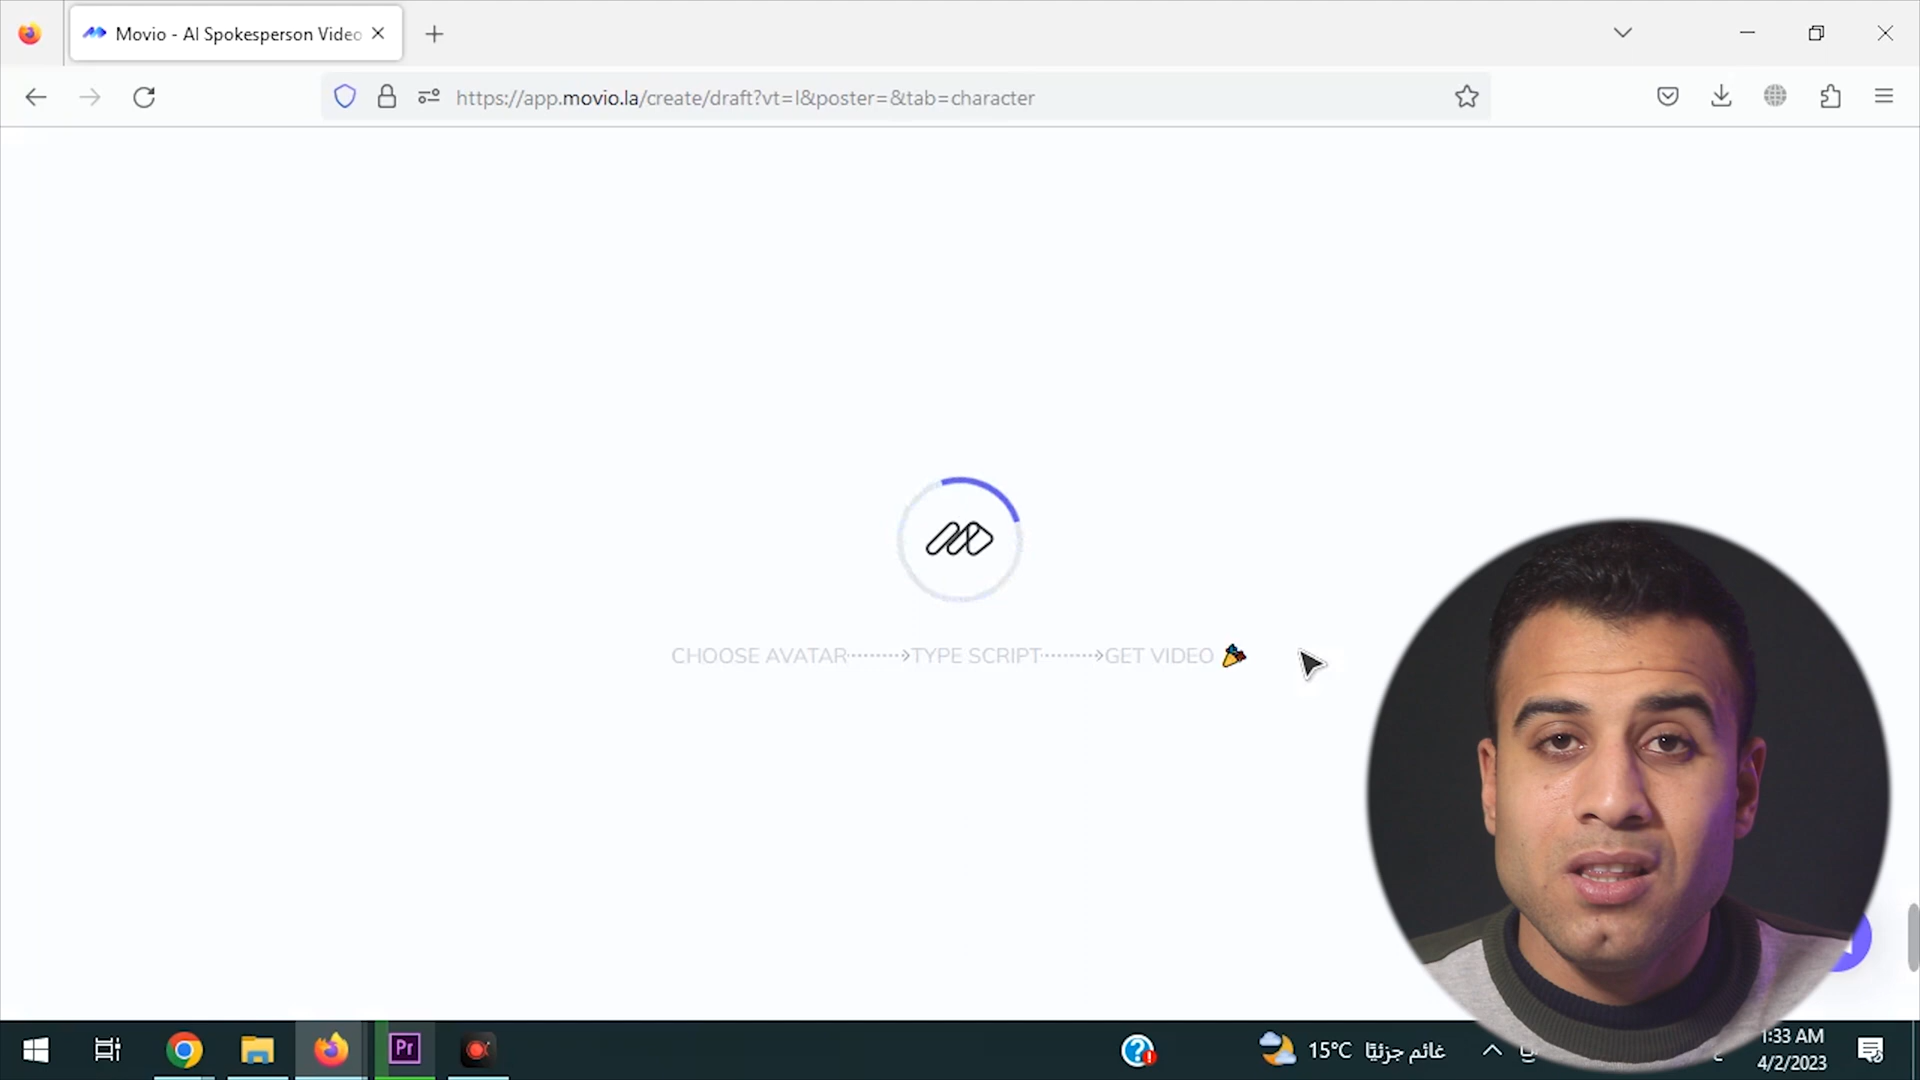 Movio - AI Spokesperson Video
https://app.movio.la/create/draft?vt=l&poster=&tab=character
CHOOSE AVATAR
TYPE SCRIPT
GET VIDEO
Pr
15°C غائم جزئيًا
1:33 AM
4/2/2023